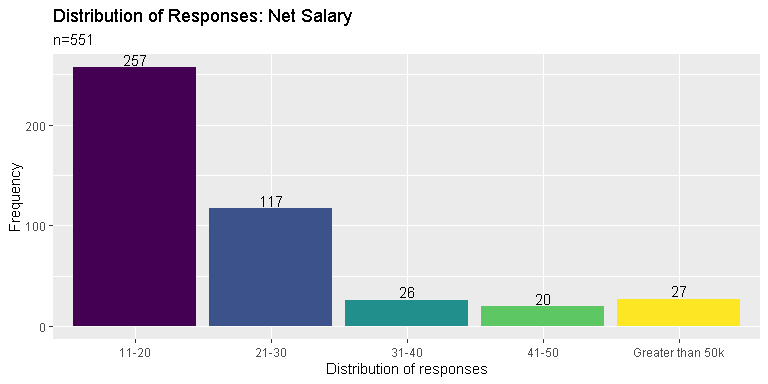 Distribution of Responses: Net Salary
n=551
257
117
26
20
27
200
100
0
Frequency
11-20
21-30
31-40
41-50
Greater than 50k
Distribution of responses